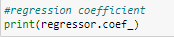 #regression coefficient
print(regressor.coef_)